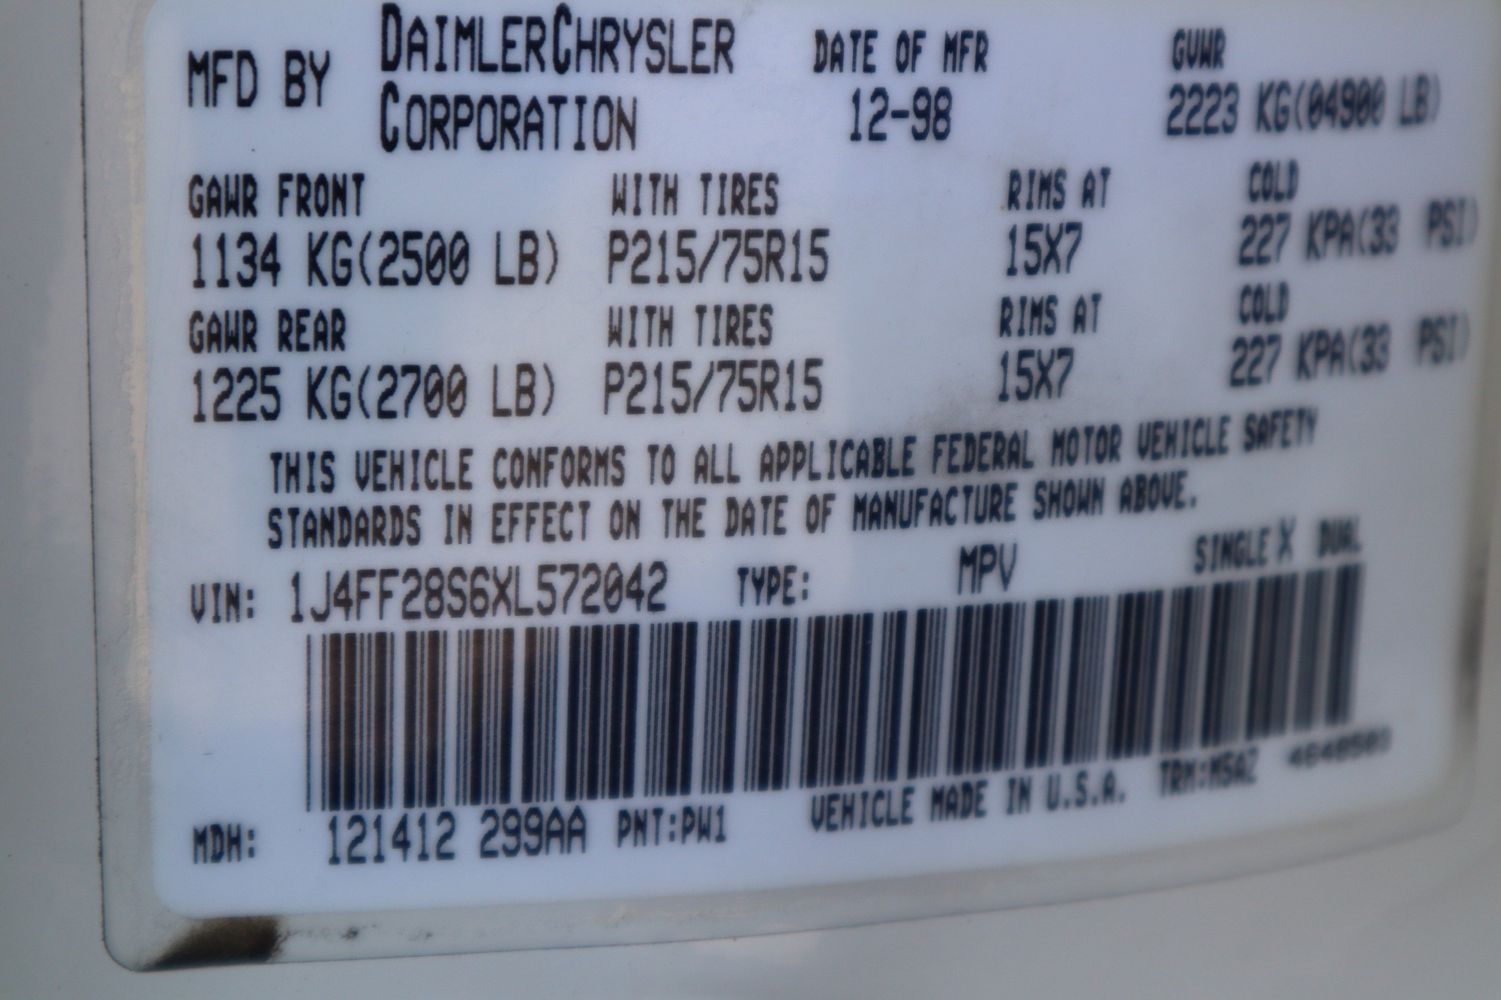 MFD BY DAIMLERCHRYSLER CORPORATION DATE OF MFR 12-98 GVWR 2223 KG(04900 LB)
GAWR FRONT WITH TIRES RIMS AT COLD
1134 KG(2500 LB) P215/75R15 15X7 227 KPA(33 PSI)
GAWR REAR WITH TIRES RIMS AT COLD
1225 KG(2700 LB) P215/75R15 15X7 227 KPA(33 PSI)
THIS VEHICLE CONFORMS TO ALL APPLICABLE FEDERAL MOTOR VEHICLE SAFETY
STANDARDS IN EFFECT ON THE DATE OF MANUFACTURE SHOWN ABOVE.
VIN: 1J4FF28S6XL572042 TYPE: MPV SINGLE X DUAL
MDH: 121412 299AA PNT:PW1 VEHICLE MADE IN U.S.A. TRM:M5AZ